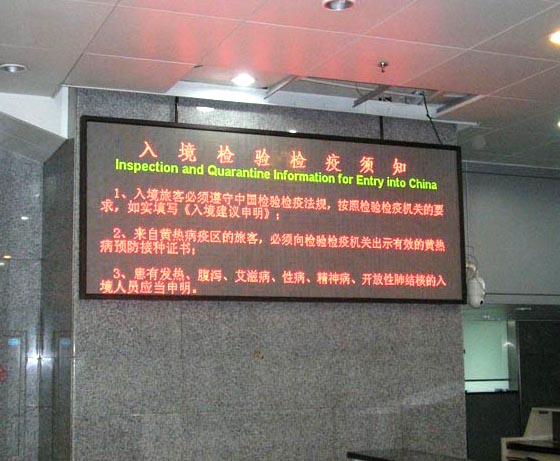 入境检验检疫须知
Inspection and Quarantine Information for Entry into China
1、入境旅客必须遵守中国检验检疫法规，按照检验检疫机关的要
求，如实填写《入境建议申明》；
2、来自黄热病疫区的旅客，必须向检验检疫机关出示有效的黄热
病预防接种证书；
3、患有发热、腹泻、艾滋病、性病、精神病、开放性肺结核的入
境人员应当申明。